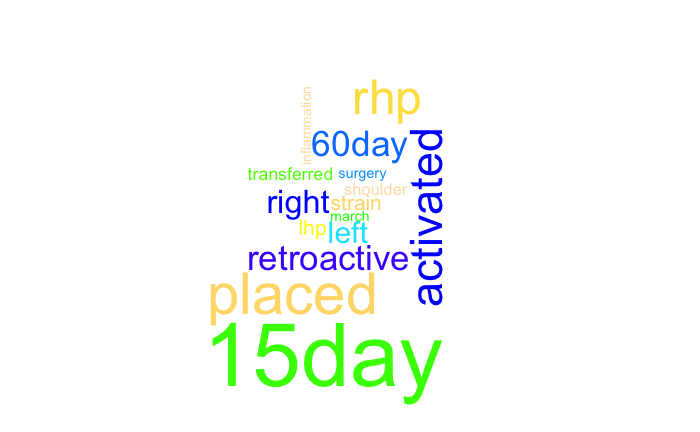 rhp
inflammation
60day
activated
transferred
surgery
shoulder
right
strain
march
lhp
left
retroactive
placed
15day